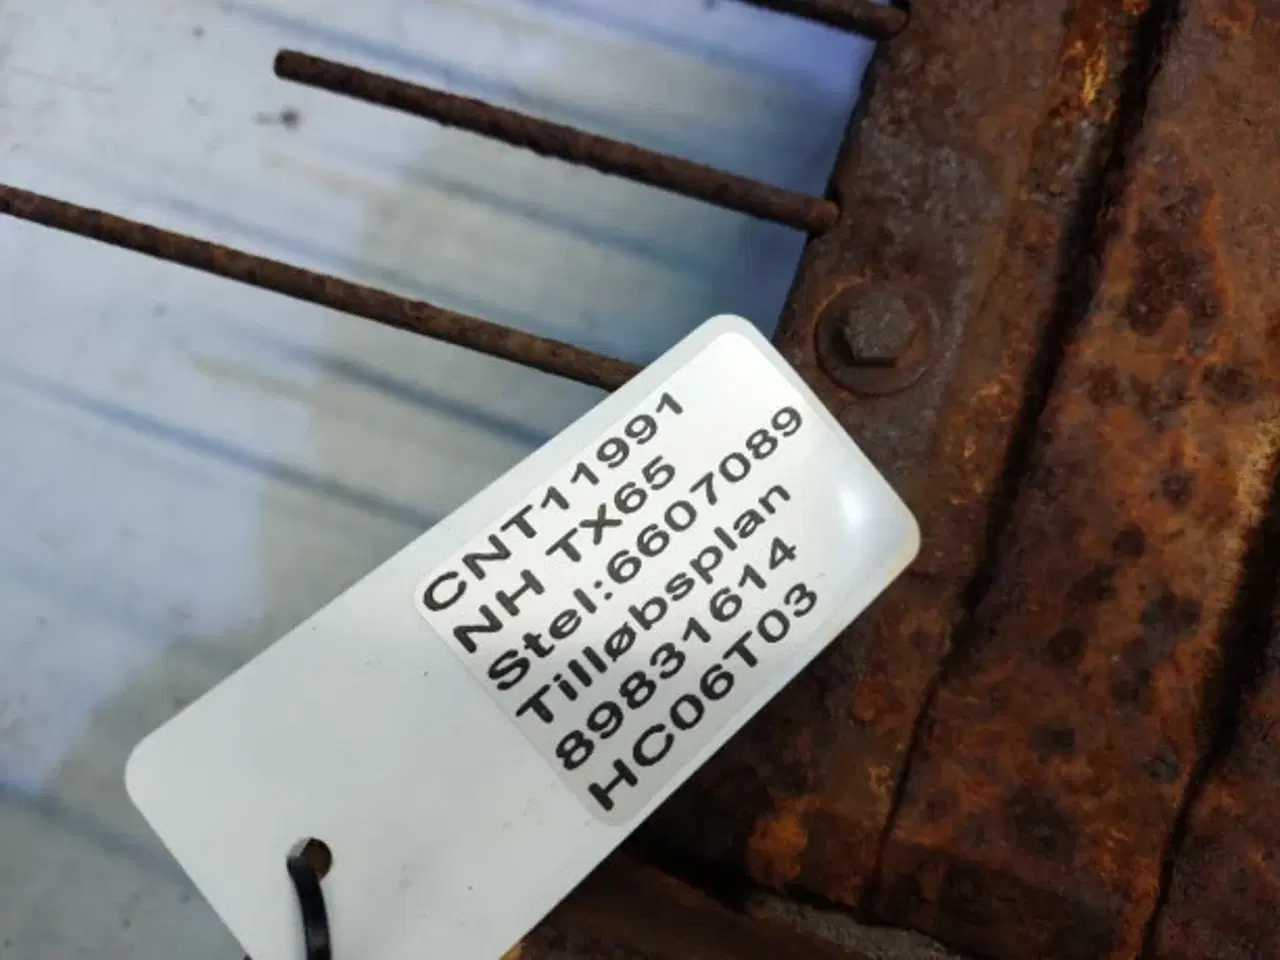 CNT11991
NH TX65
Stel:6607089
Tilløbsplan
89831614
HC06T03